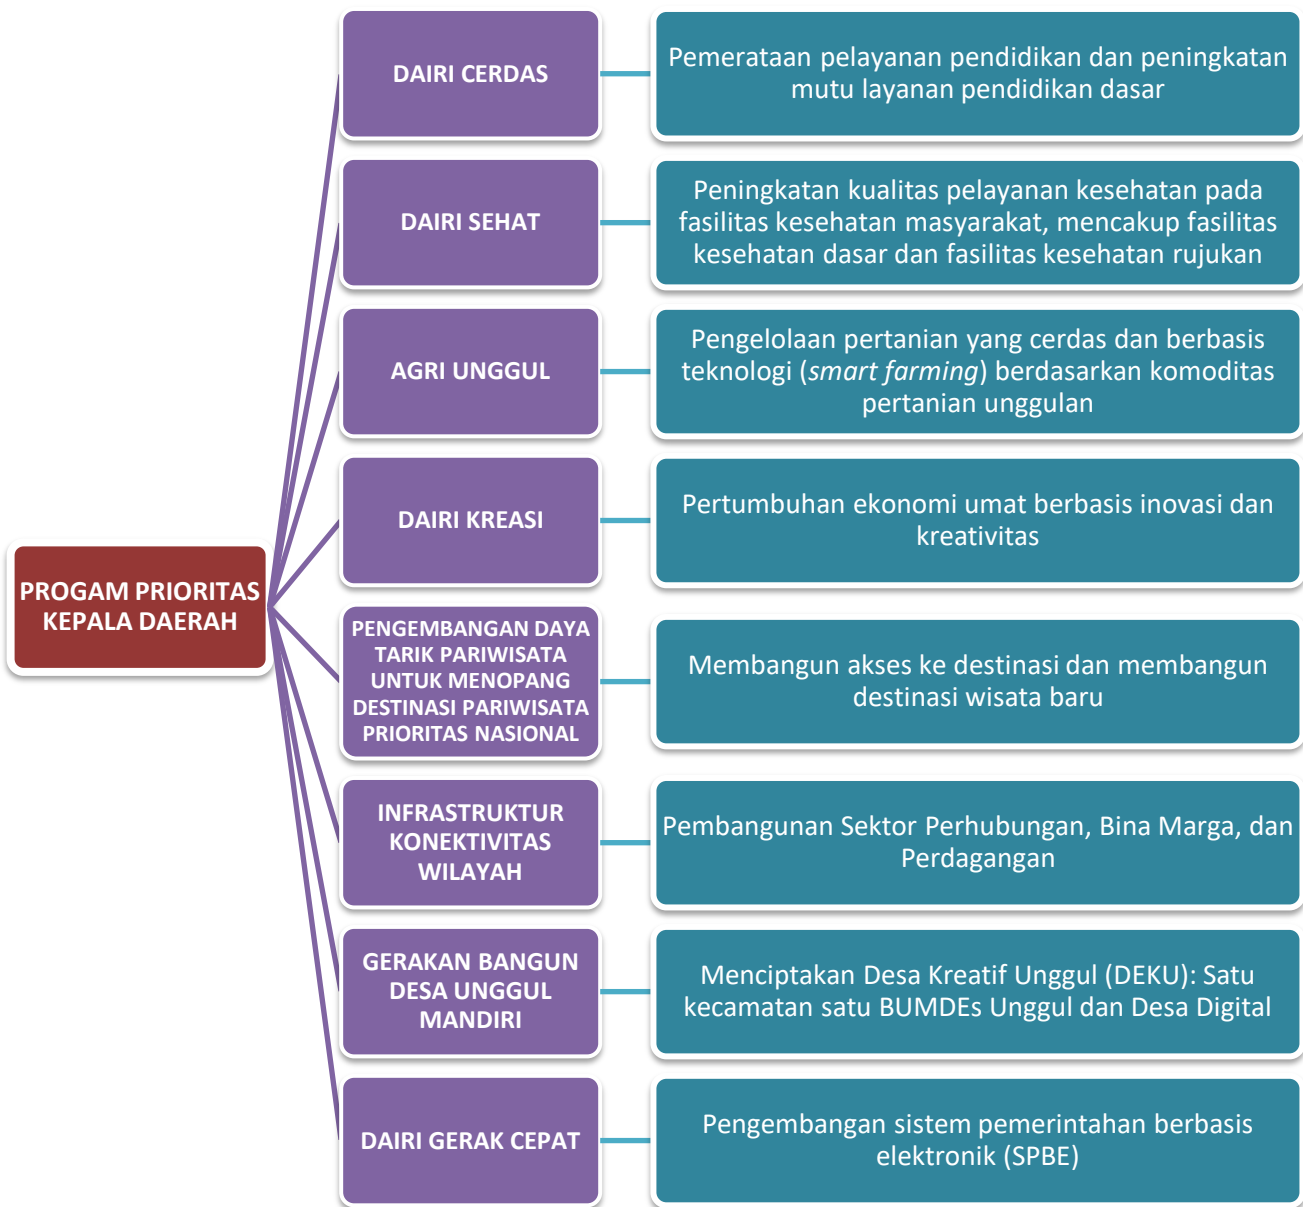 PROGAM PRIORITAS
KEPALA DAERAH
DAIRI CERDAS
Pemerataan pelayanan pendidikan dan peningkatan
mutu layanan pendidikan dasar
DAIRI SEHAT
Peningkatan kualitas pelayanan kesehatan pada
fasilitas kesehatan masyarakat, mencakup fasilitas
kesehatan dasar dan fasilitas kesehatan rujukan
AGRI UNGGUL
Pengelolaan pertanian yang cerdas dan berbasis
teknologi (smart farming) berdasarkan komoditas
pertanian unggulan
DAIRI KREASI
Pertumbuhan ekonomi umat berbasis inovasi dan
kreativitas
PENGEMBANGAN DAYA
TARIK PARIWISATA
UNTUK MENOPANG
DESTINASI PARIWISATA
PRIORITAS NASIONAL
Membangun akses ke destinasi dan membangun
destinasi wisata baru
INFRASTRUKTUR
KONEKTIVITAS
WILAYAH
Pembangunan Sektor Perhubungan, Bina Marga, dan
Perdagangan
GERAKAN BANGUN
DESA UNGGUL
MANDIRI
Menciptakan Desa Kreatif Unggul (DEKU): Satu
kecamatan satu BUMDEs Unggul dan Desa Digital
DAIRI GERAK CEPAT
Pengembangan sistem pemerintahan berbasis
elektronik (SPBE)